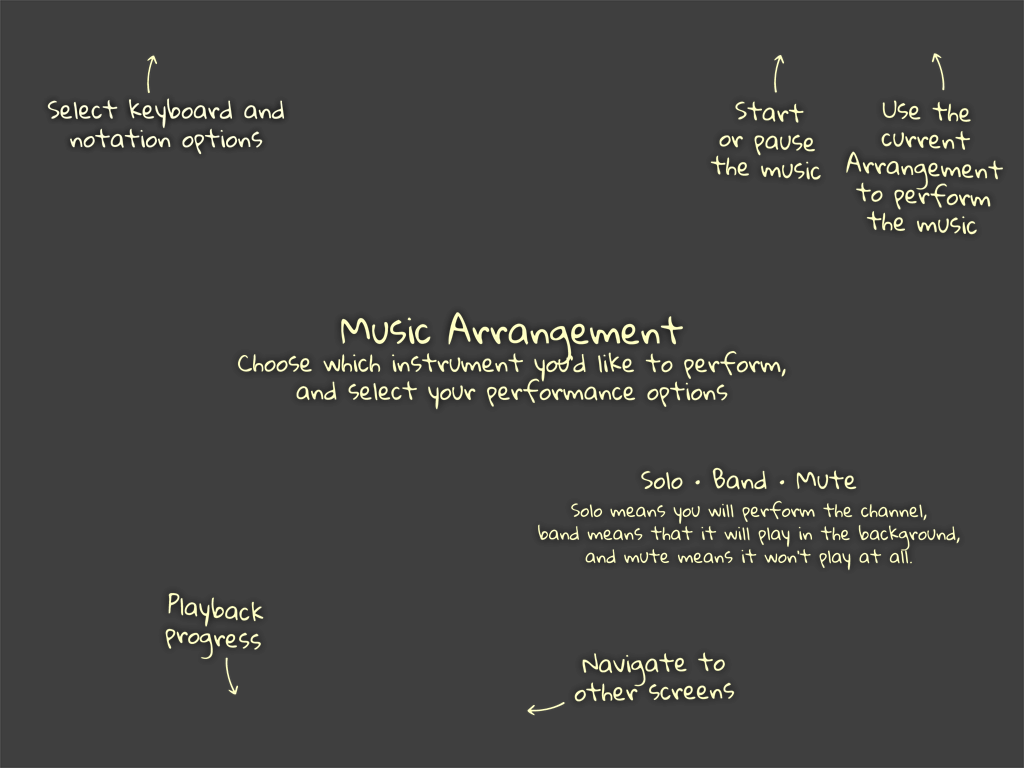 Select keyboard and
notation options
Start
or pause
the music
Use the
current
Arrangement
to perform
the music
Music Arrangement
Choose which instrument you'd like to perform,
and select your performance options
Solo · Band · Mute
Solo means you will perform the channel,
band means that it will play in the background,
and mute means it won't play at all.
Playback
progress
Navigate to
other screens